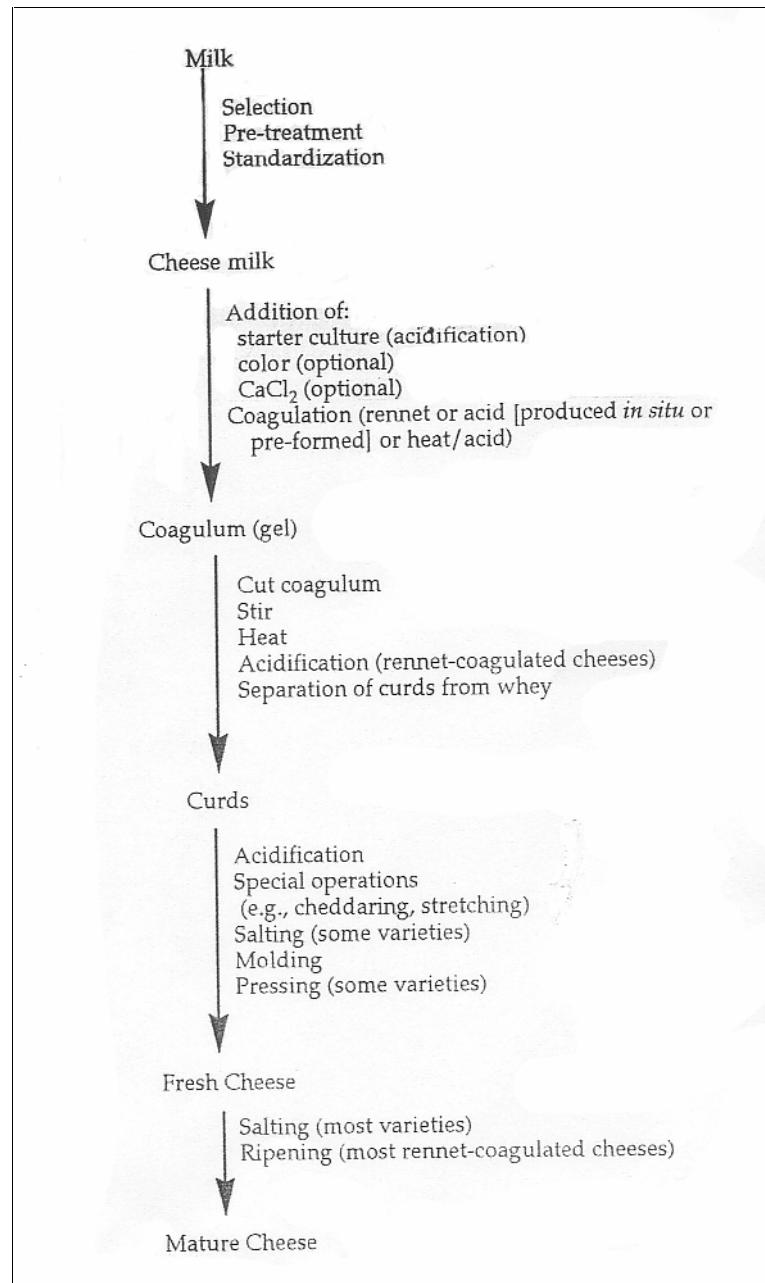 Milk
Selection
Pre-treatment
Standardization
Cheese milk
Addition of:
starter culture (acidification)
color (optional)
CaCl₂ (optional)
Coagulation (rennet or acid [produced in situ or
pre-formed] or heat/acid)
Coagulum (gel)
Cut coagulum
Stir
Heat
Acidification (rennet-coagulated cheeses)
Separation of curds from whey
Curds
Acidification
Special operations
(e.g., cheddaring, stretching)
Salting (some varieties)
Molding
Pressing (some varieties)
Fresh Cheese
Salting (most varieties)
Ripening (most rennet-coagulated cheeses)
Mature Cheese